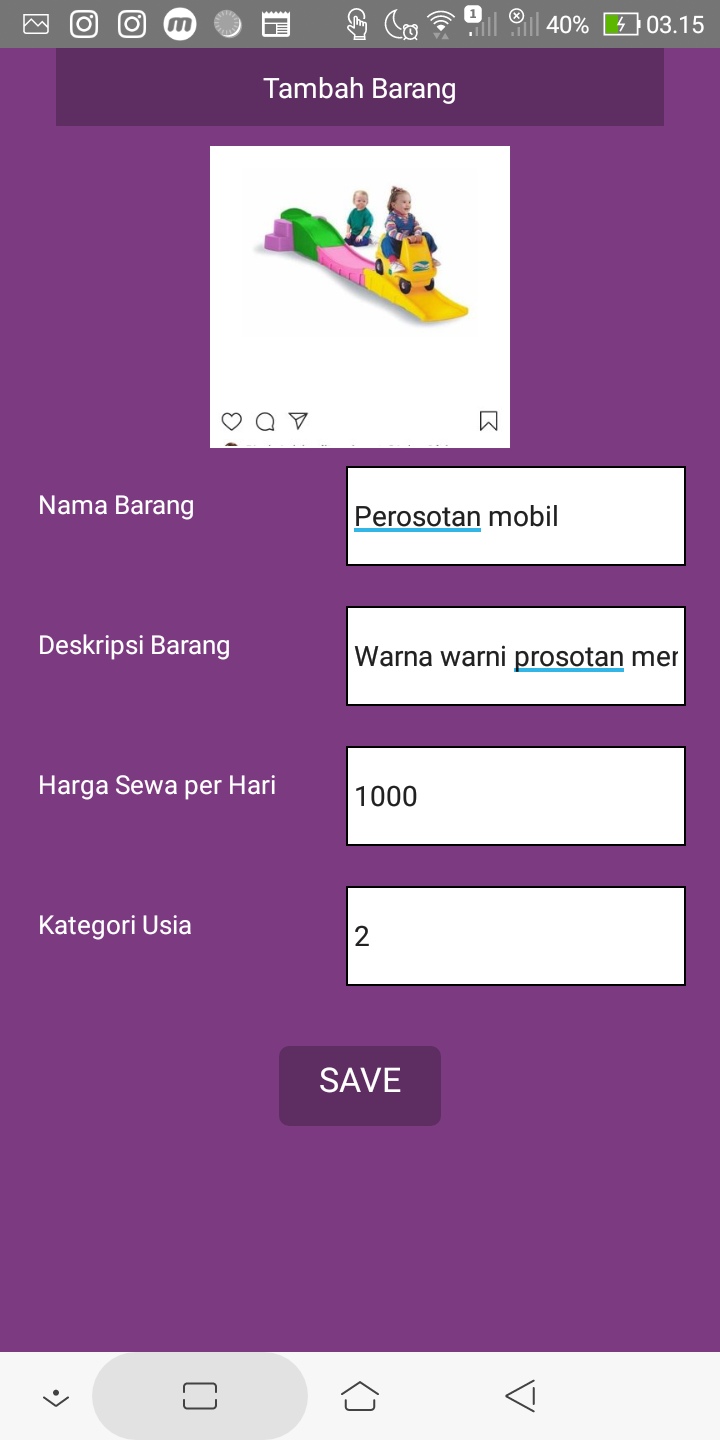 1
40%
03.15
Tambah Barang
Nama Barang
Perosotan mobil
Deskripsi Barang
Warna warni prosotan
Harga Sewa per Hari
1000
Kategori Usia
2
SAVE